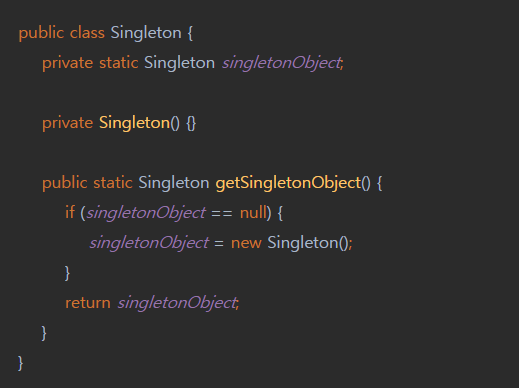 public class Singleton {
private static Singleton singletonObject;
private Singleton() {}
public static Singleton getSingletonObject() {
if (singletonObject == null) {
singletonObject = new Singleton();
}
return singletonObject;
}
}